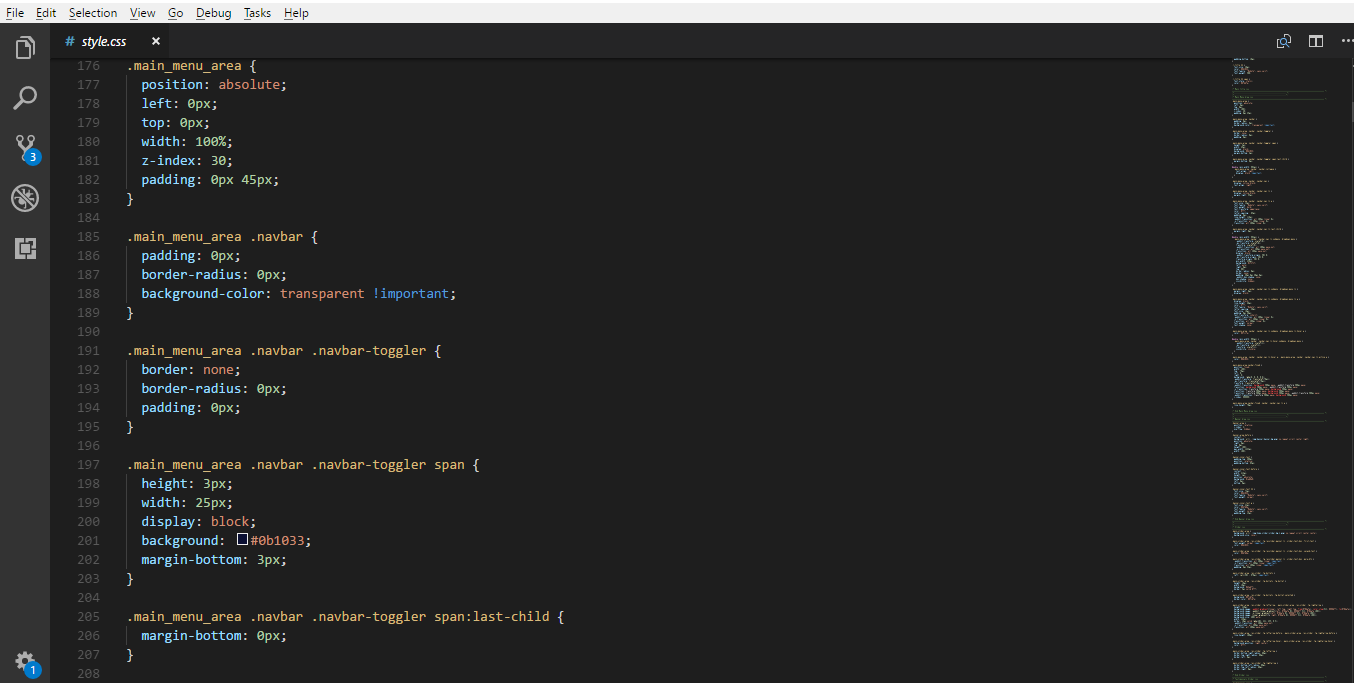 File Edit Selection View Go Debug Tasks Help
# style.css ×
176 .main_menu_area {
177 position: absolute;
178 left: 0px;
179 top: 0px;
180 width: 100%;
181 z-index: 30;
182 padding: 0px 45px;
183 }
184
185 .main_menu_area .navbar {
186 padding: 0px;
187 border-radius: 0px;
188 background-color: transparent !important;
189 }
190
191 .main_menu_area .navbar .navbar-toggler {
192 border: none;
193 border-radius: 0px;
194 padding: 0px;
195 }
196
197 .main_menu_area .navbar .navbar-toggler span {
198 height: 3px;
199 width: 25px;
200 display: block;
201 background: #0b1033;
202 margin-bottom: 3px;
203 }
204
205 .main_menu_area .navbar .navbar-toggler span:last-child {
206 margin-bottom: 0px;
207 }
208
3
1